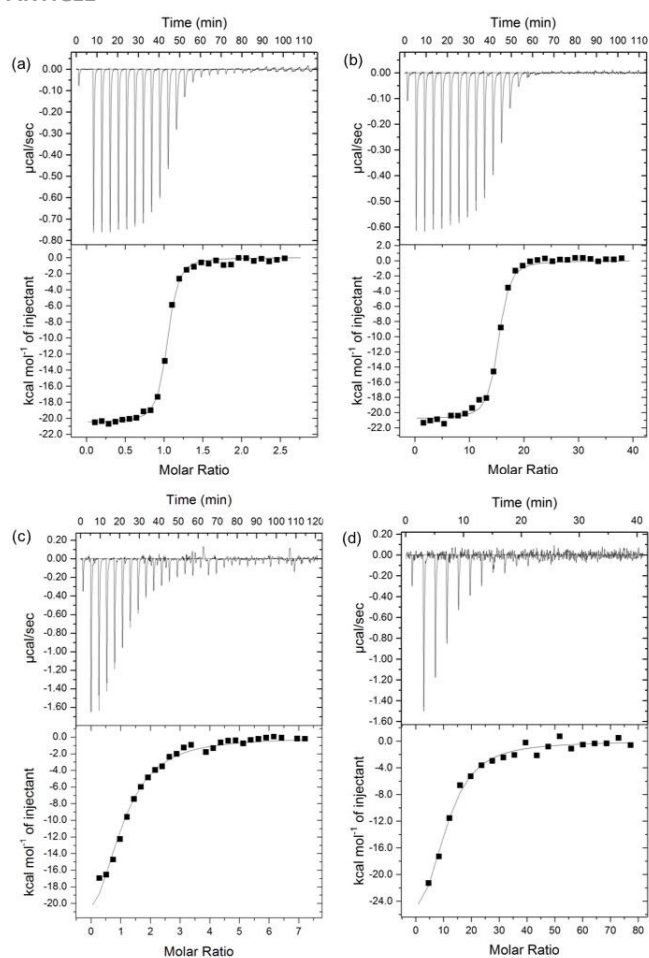 Time (min)
0 10 20 30 40 50 60 70 80 90 100 110
(a)
0.00
-0.10
-0.20
-0.30
-0.40
-0.50
-0.60
-0.70
-0.80
µcal/sec
0.0
-2.0
-4.0
-6.0
-8.0
-10.0
-12.0
-14.0
-16.0
-18.0
-20.0
-22.0
kcal mol⁻¹ of injectant
0.0 0.5 1.0 1.5 2.0 2.5
Molar Ratio
Time (min)
0 10 20 30 40 50 60 70 80 90 100 110
(b)
0.00
-0.10
-0.20
-0.30
-0.40
-0.50
-0.60
µcal/sec
2.0
0.0
-2.0
-4.0
-6.0
-8.0
-10.0
-12.0
-14.0
-16.0
-18.0
-20.0
-22.0
kcal mol⁻¹ of injectant
0 10 20 30 40
Molar Ratio
Time (min)
0 10 20 30 40 50 60 70 80 90 100 110 120
(c)
0.20
0.00
-0.20
-0.40
-0.60
-0.80
-1.00
-1.20
-1.40
-1.60
µcal/sec
0.0
-2.0
-4.0
-6.0
-8.0
-10.0
-12.0
-14.0
-16.0
-18.0
-20.0
kcal mol⁻¹ of injectant
0 1 2 3 4 5 6 7
Molar Ratio
Time (min)
0 10 20 30 40
(d)
0.20
0.00
-0.20
-0.40
-0.60
-0.80
-1.00
-1.20
-1.40
-1.60
µcal/sec
0.0
-4.0
-8.0
-12.0
-16.0
-20.0
-24.0
kcal mol⁻¹ of injectant
0 10 20 30 40 50 60 70 80
Molar Ratio